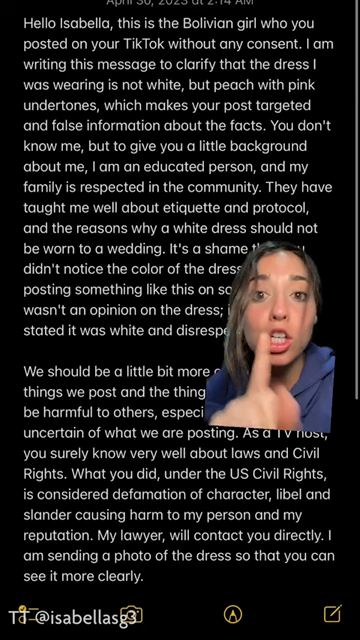 April 30, 2023 at 2:14 AM
Hello Isabella, this is the Bolivian girl who you
posted on your TikTok without any consent. I am
writing this message to clarify that the dress I
was wearing is not white, but peach with pink
undertones, which makes your post targeted
and false information about the facts. You don't
know me, but to give you a little background
about me, I am an educated person, and my
family is respected in the community. They have
taught me well about etiquette and protocol,
and the reasons why a white dress should not
be worn to a wedding. It's a shame
didn't notice the color of the dress
posting something like this on
wasn't an opinion on the dress;
stated it was white and
We should be a little bit more
things we post and the
be harmful to others,
uncertain of what we are posting. As a TV host,
you surely know very well about laws and Civil
Rights. What you did, under the US Civil Rights,
is considered defamation of character, libel and
slander causing harm to my person and my
reputation. My lawyer, will contact you directly. I
am sending a photo of the dress so that you can
see it more clearly.
TT @isabellasg3